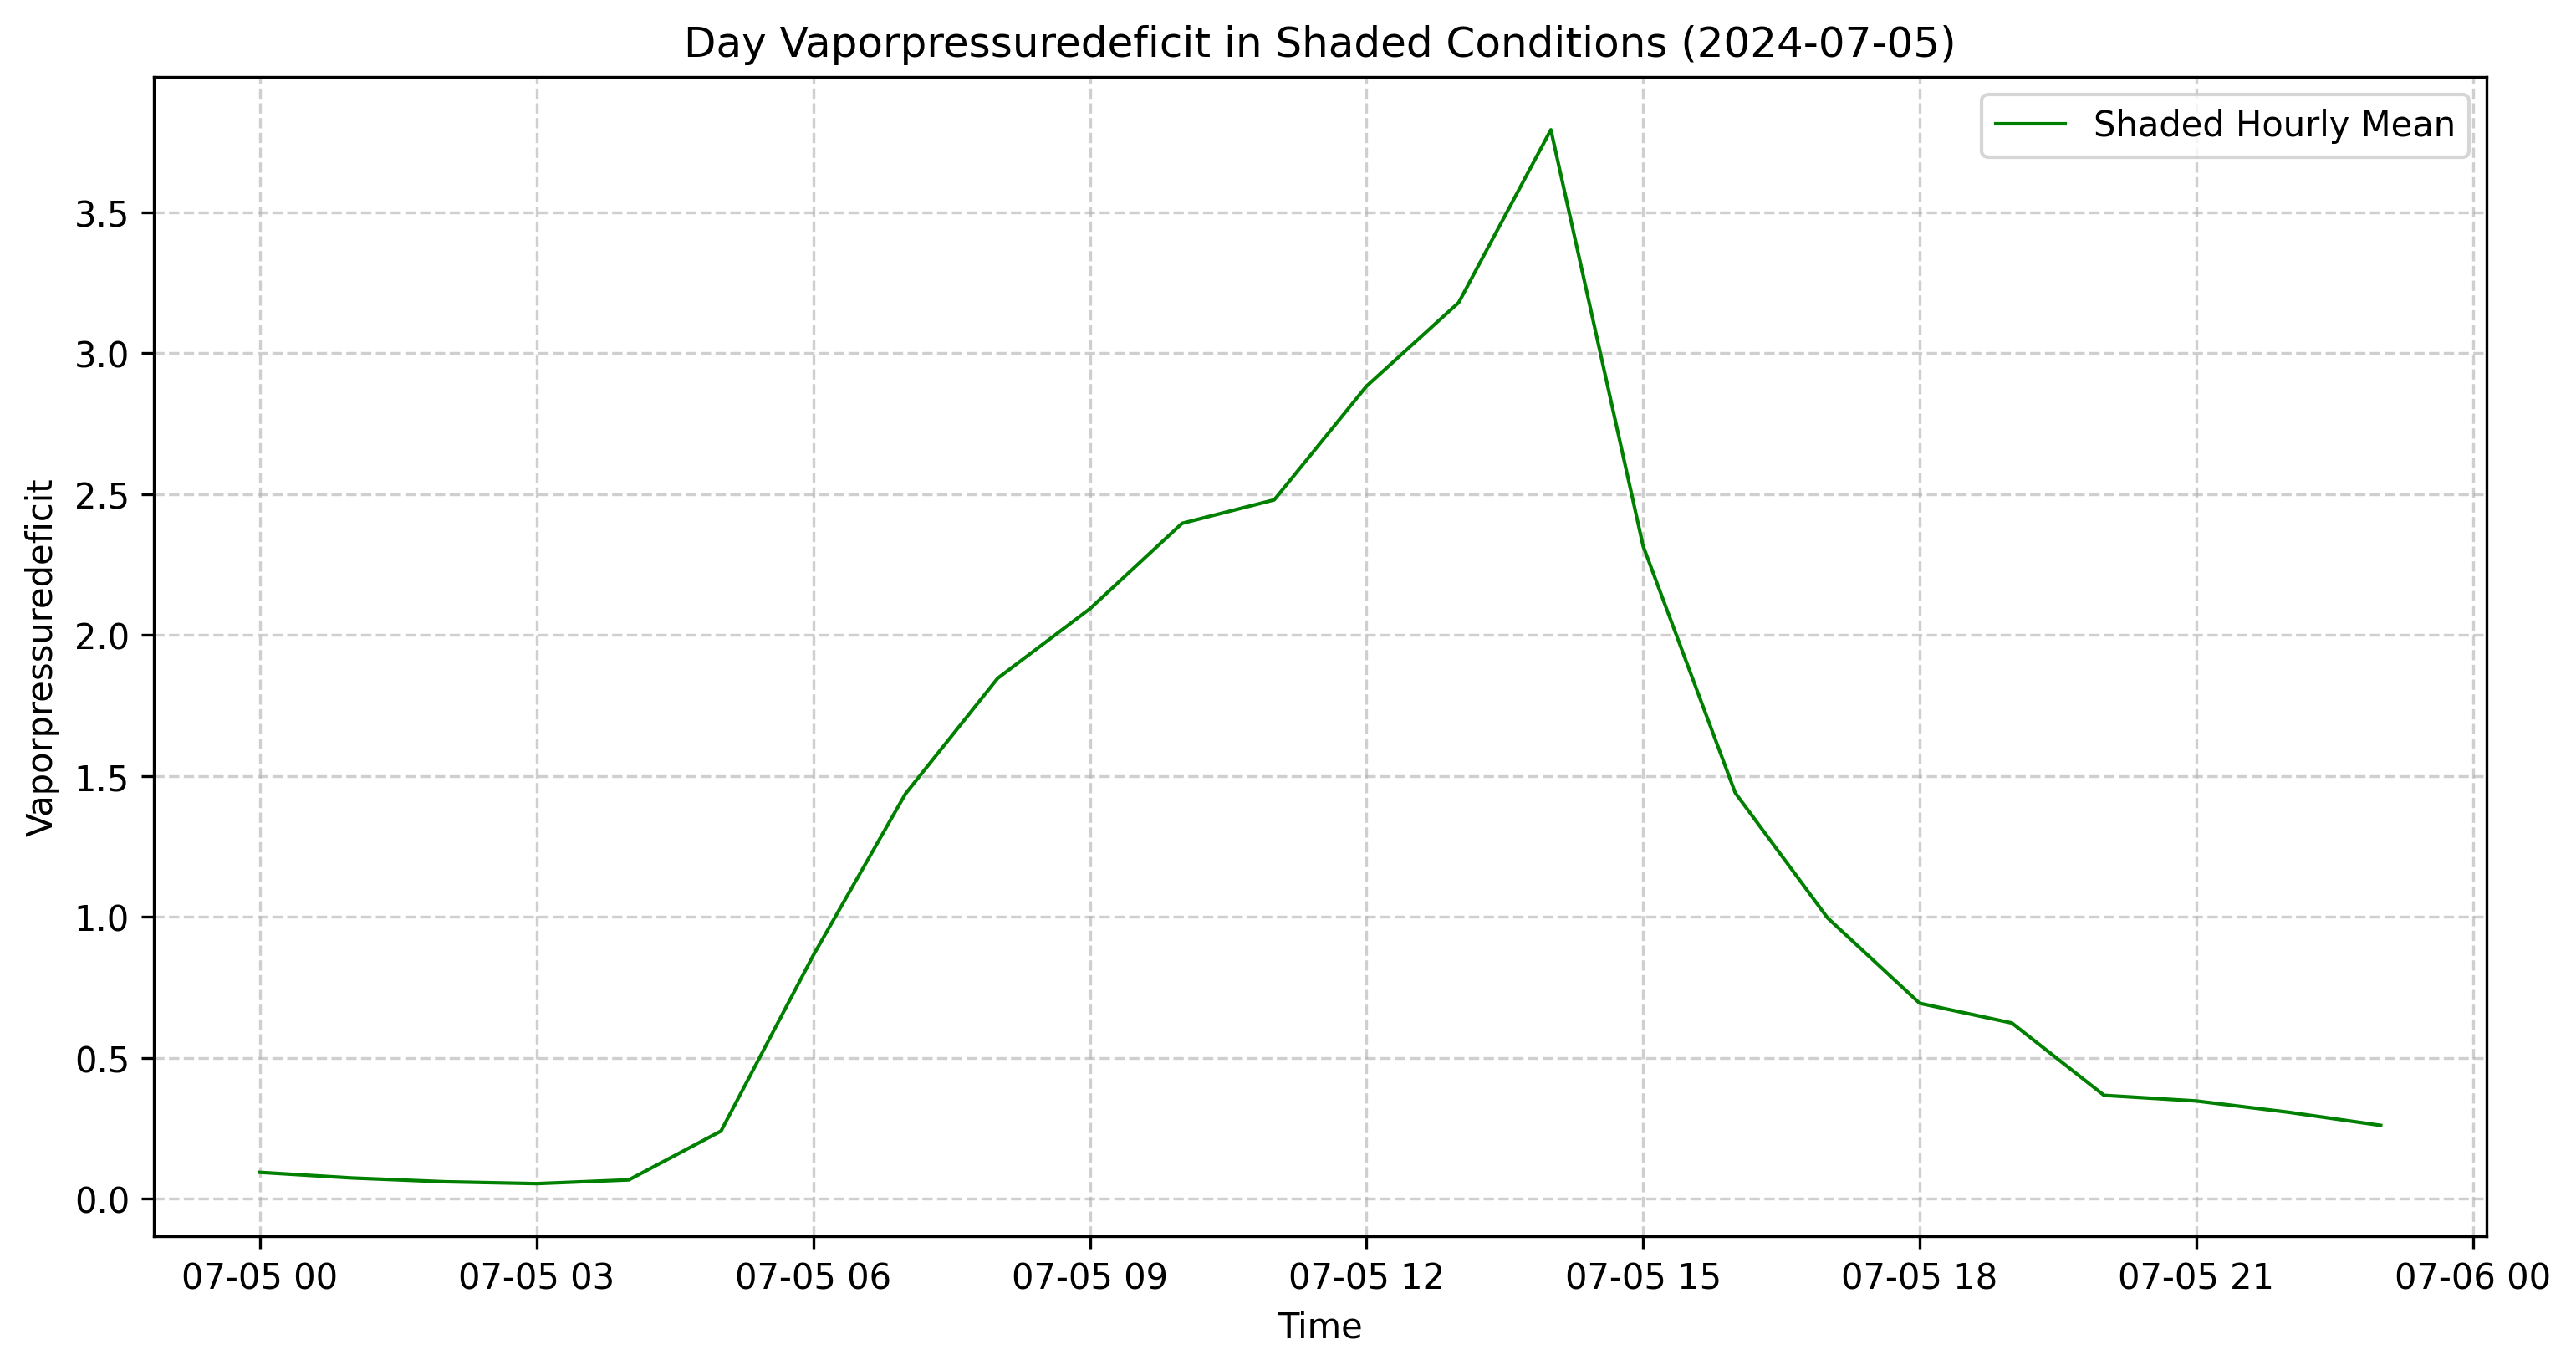 Day Vaporpressuredeficit in Shaded Conditions (2024-07-05)
Shaded Hourly Mean
Vaporpressuredeficit
3.5
3.0
2.5
2.0
1.5
1.0
0.5
0.0
07-05 00 07-05 03 07-05 06 07-05 09 07-05 12 07-05 15 07-05 18 07-05 21 07-06 00
Time